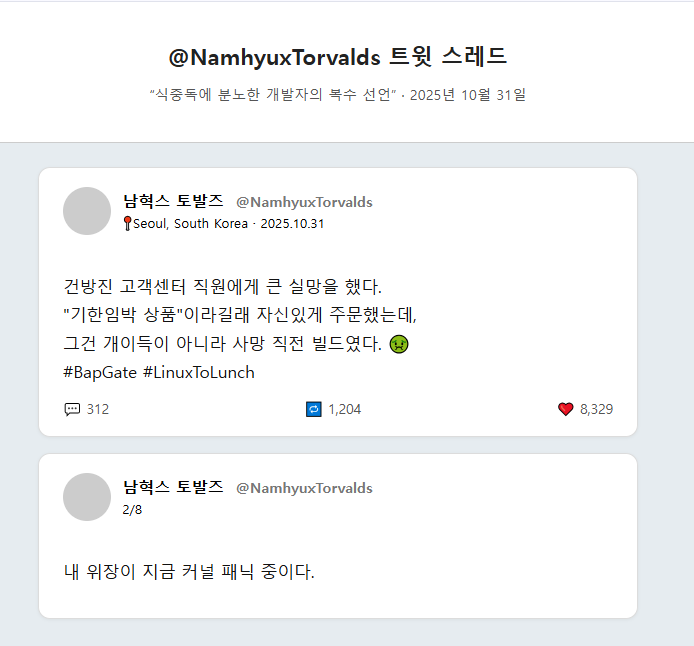 @NamhyuxTorvalds 트윗 스레드
“식중독에 분노한 개발자의 복수 선언” · 2025년 10월 31일
남혁스 토발즈 @NamhyuxTorvalds
📍Seoul, South Korea · 2025.10.31
건방진 고객센터 직원에게 큰 실망을 했다.
"기한임박 상품"이라길래 자신있게 주문했는데,
그건 개이득이 아니라 사망 직전 빌드였다. 🤢
#BapGate #LinuxToLunch
💬 312 🔁 1,204 ❤️ 8,329
남혁스 토발즈 @NamhyuxTorvalds
2/8
내 위장이 지금 커널 패닉 중이다.